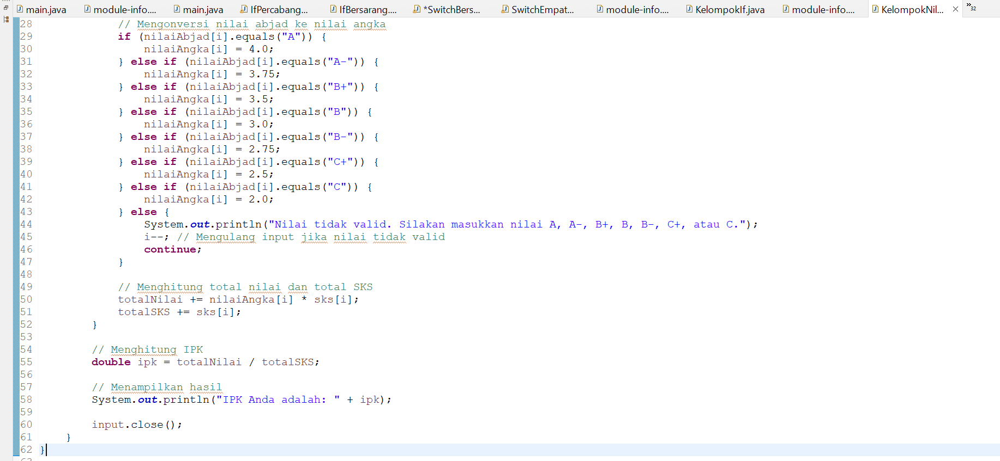 main.java module-info.... main.java IfPercabang... IfBersarang.... *SwitchBers... SwitchEmpat... module-info.... KelompokIf.java module-info.... KelompokNil... »32
28 // Mengonversi nilai abjad ke nilai angka
29 if (nilaiAbjad[i].equals("A")) {
30 nilaiAngka[i] = 4.0;
31 } else if (nilaiAbjad[i].equals("A-")) {
32 nilaiAngka[i] = 3.75;
33 } else if (nilaiAbjad[i].equals("B+")) {
34 nilaiAngka[i] = 3.5;
35 } else if (nilaiAbjad[i].equals("B")) {
36 nilaiAngka[i] = 3.0;
37 } else if (nilaiAbjad[i].equals("B-")) {
38 nilaiAngka[i] = 2.75;
39 } else if (nilaiAbjad[i].equals("C+")) {
40 nilaiAngka[i] = 2.5;
41 } else if (nilaiAbjad[i].equals("C")) {
42 nilaiAngka[i] = 2.0;
43 } else {
44 System.out.println("Nilai tidak valid. Silakan masukkan nilai A, A-, B+, B, B-, C+, atau C.");
45 i--; // Mengulang input jika nilai tidak valid
46 continue;
47 }
48
49 // Menghitung total nilai dan total SKS
50 totalNilai += nilaiAngka[i] * sks[i];
51 totalSKS += sks[i];
52 }
53
54 // Menghitung IPK
55 double ipk = totalNilai / totalSKS;
56
57 // Menampilkan hasil
58 System.out.println("IPK Anda adalah: " + ipk);
59
60 input.close();
61 }
62 }